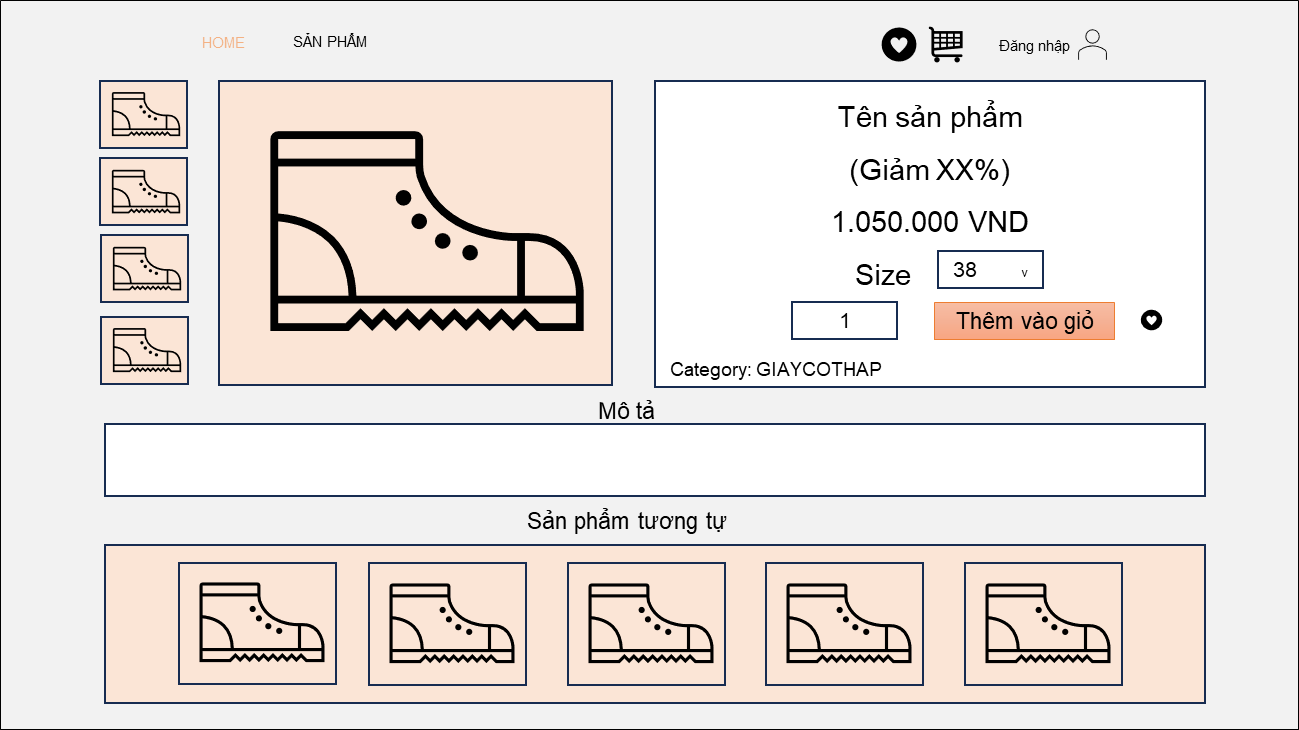 HOME
SẢN PHẨM
Đăng nhập
Tên sản phẩm
(Giảm XX%)
1.050.000 VND
Size
38
v
1
Thêm vào giỏ
Category: GIAYCOTHAP
Mô tả
Sản phẩm tương tự